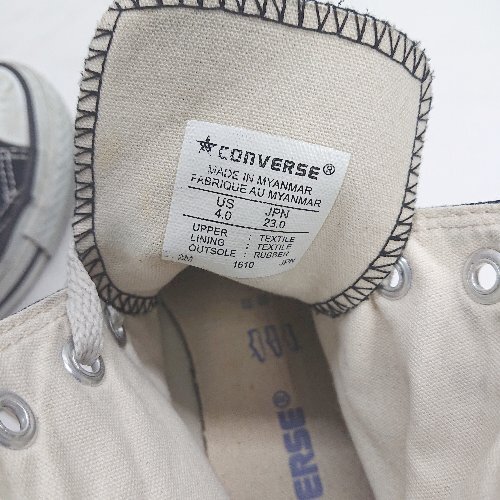 CONVERSE®
MADE IN MYANMAR
FABRIQUE AU MYANMAR
US JPN
4.0 23.0
UPPER : TEXTILE
LINING : TEXTILE
OUTSOLE : RUBBER
1610 JPN
ERSE®